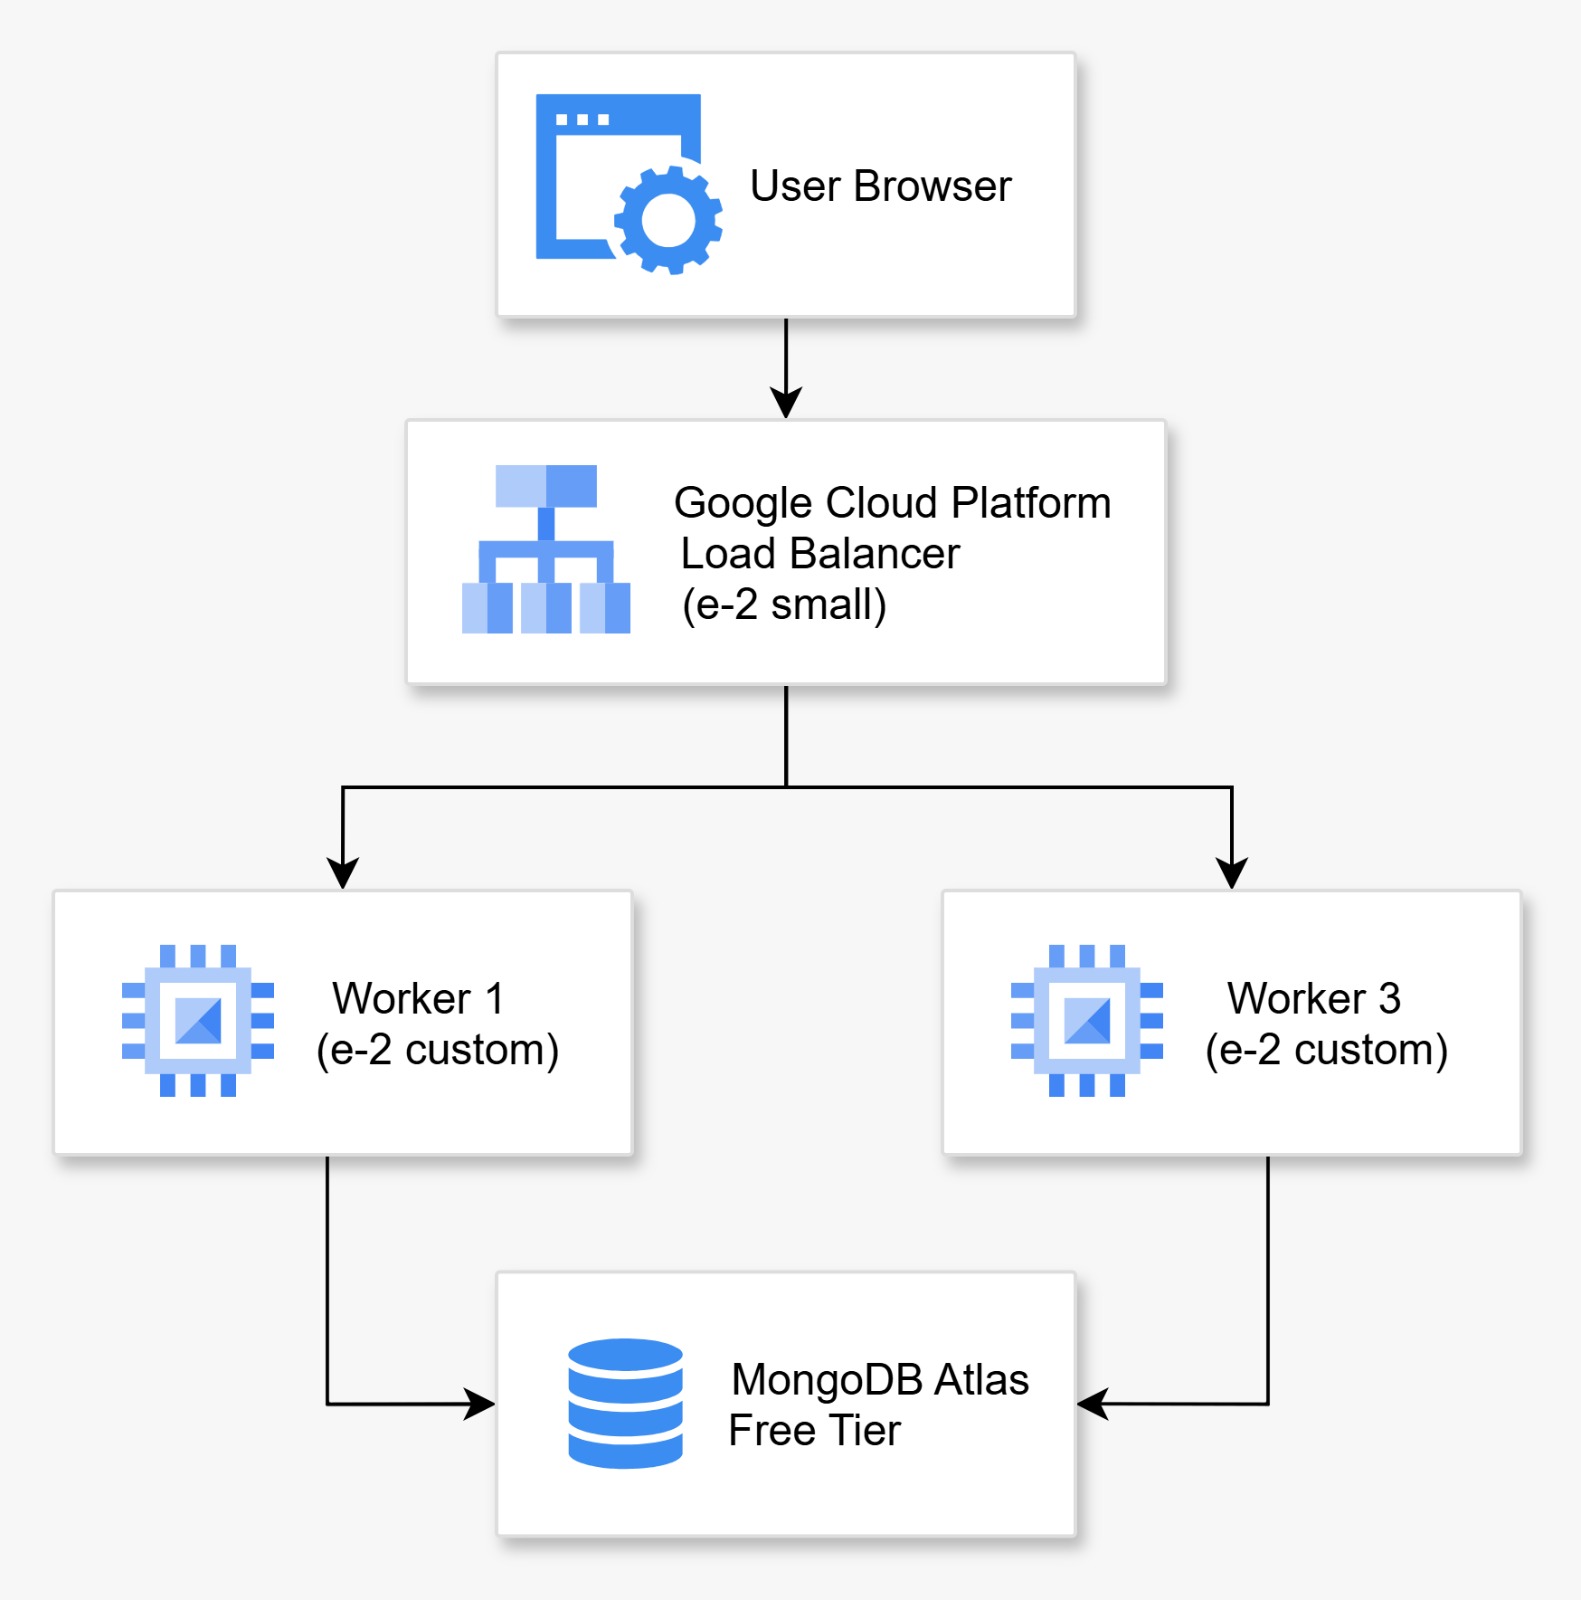 User Browser
Google Cloud Platform
Load Balancer
(e-2 small)
Worker 1
(e-2 custom)
Worker 3
(e-2 custom)
MongoDB Atlas
Free Tier